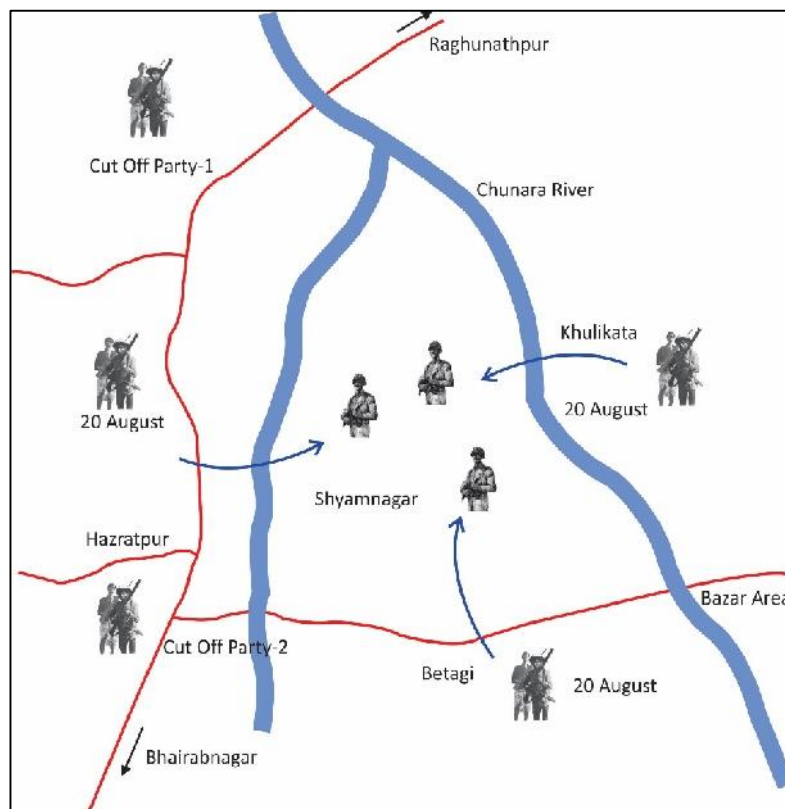 Raghunathpur
Cut Off Party-1
Chunara River
Khulikata
20 August
20 August
Shyamnagar
Hazratpur
Bazar Area
Cut Off Party-2
Betagi
20 August
Bhairabnagar